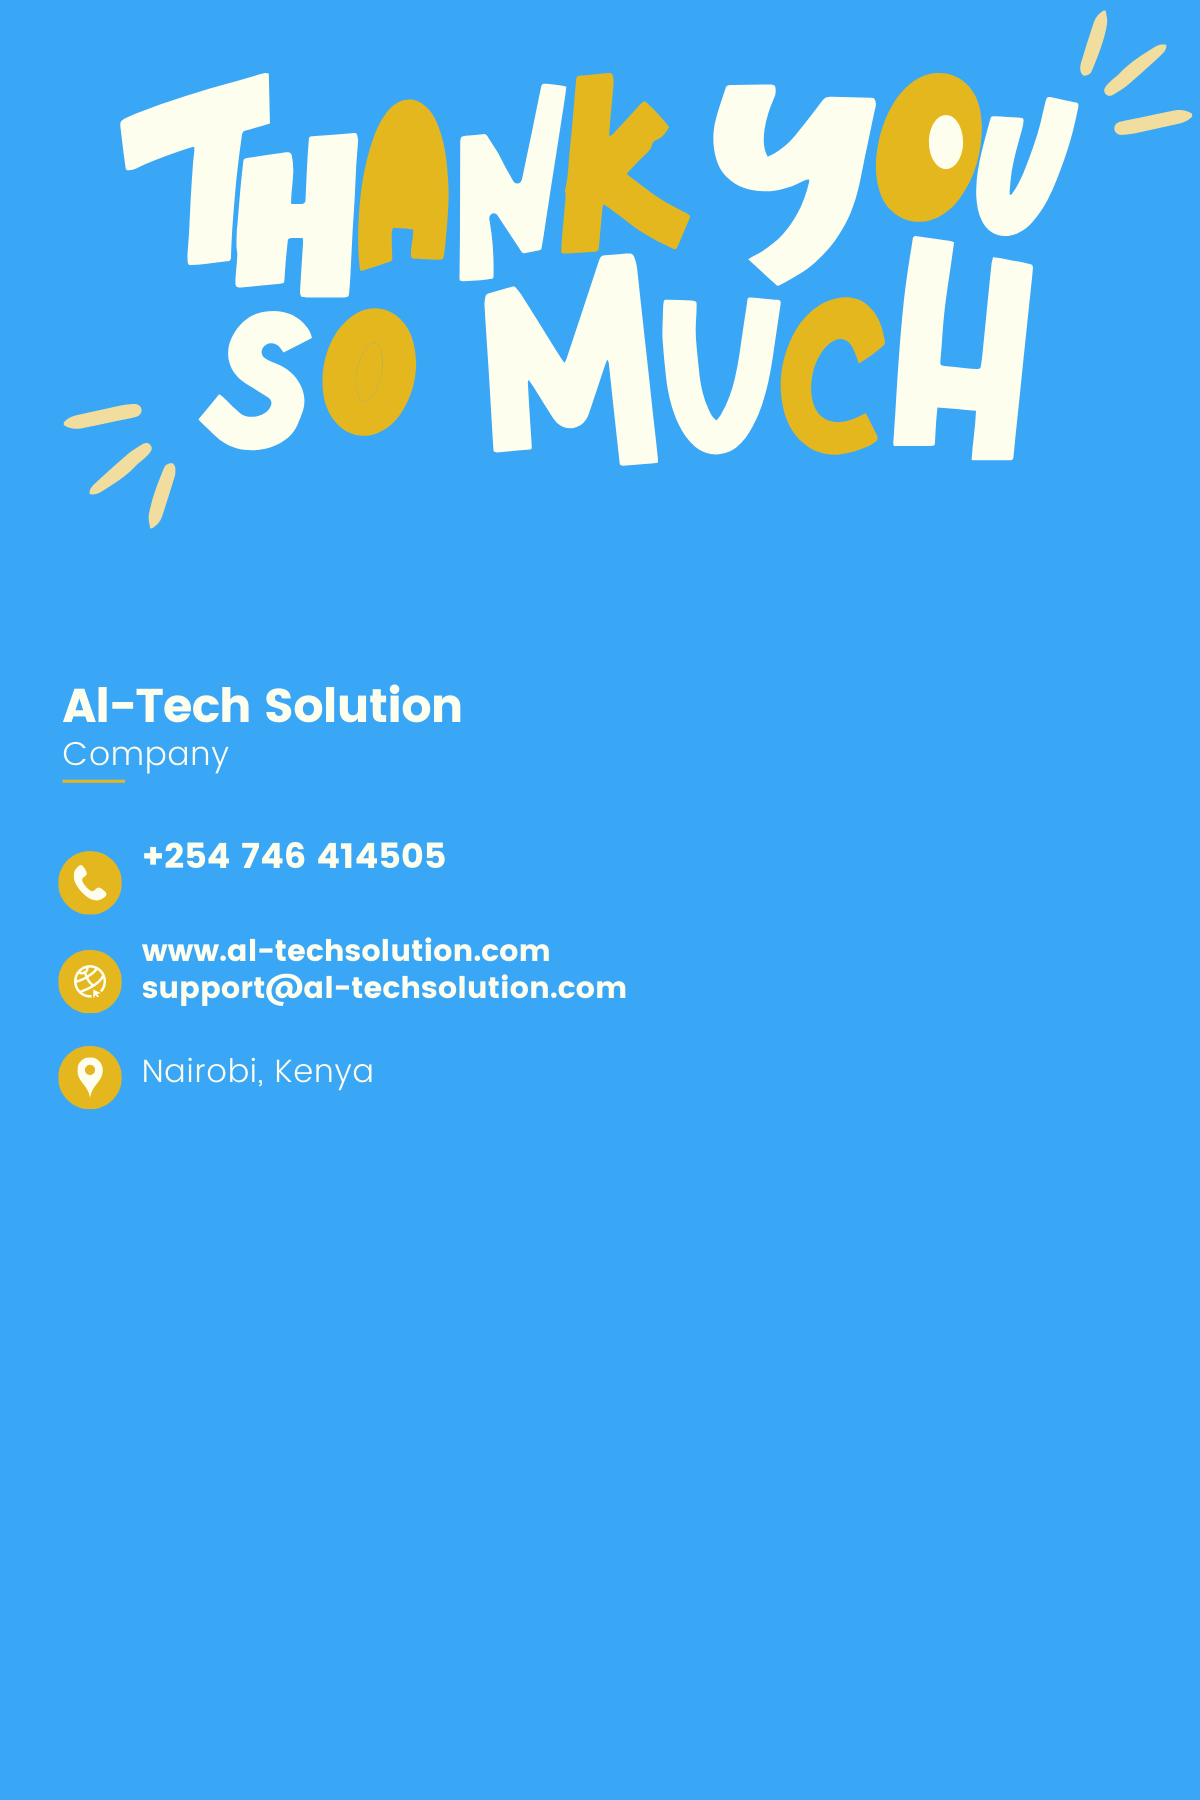 THANK YOU
SO MUCH
Al-Tech Solution
Company
+254 746 414505
www.al-techsolution.com
support@al-techsolution.com
Nairobi, Kenya